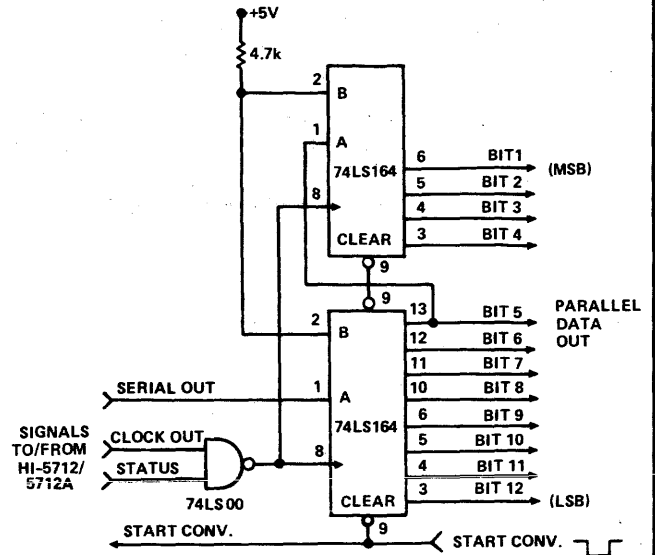 +5V
4.7k
2
B
1
A
74LS164
6 BIT1 (MSB)
5 BIT 2
8
4 BIT 3
3 BIT 4
CLEAR
9
9
13 BIT 5
PARALLEL
DATA
OUT
2
B
12 BIT 6
11 BIT 7
10 BIT 8
SERIAL OUT
1
A
6 BIT 9
74LS164
5 BIT 10
SIGNALS
TO/FROM
HI-5712/
5712A
CLOCK OUT
STATUS
74LS00
8
4 BIT 11
3 BIT 12 (LSB)
CLEAR
9
START CONV.
START CONV.